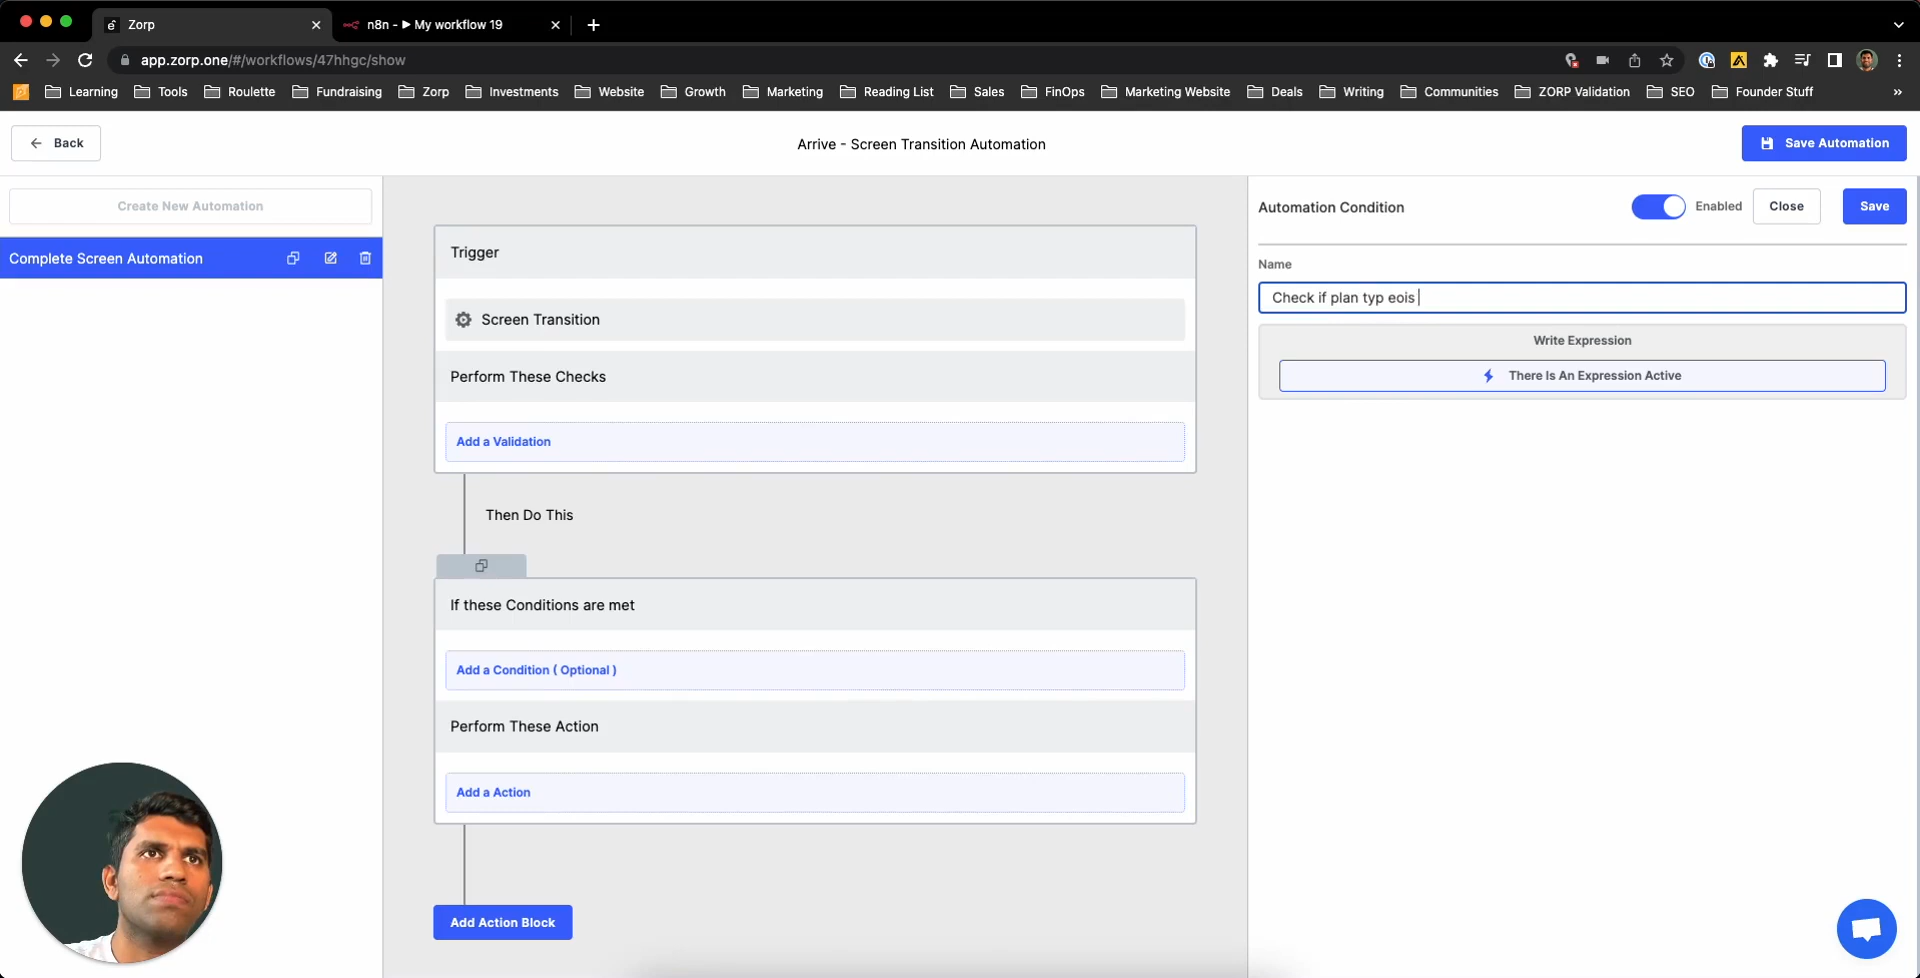 Zorp
n8n - ▶ My workflow 19
app.zorp.one/#/workflows/47hhgc/show
Learning Tools Roulette Fundraising Zorp Investments Website Growth Marketing Reading List Sales FinOps Marketing Website Deals Writing Communities ZORP Validation SEO Founder Stuff »
Back
Arrive - Screen Transition Automation
Save Automation
Create New Automation
Complete Screen Automation
Trigger
Screen Transition
Perform These Checks
Add a Validation
Then Do This
If these Conditions are met
Add a Condition ( Optional )
Perform These Action
Add a Action
Add Action Block
Automation Condition
Enabled
Close
Save
Name
Check if plan typ eois
Write Expression
There Is An Expression Active